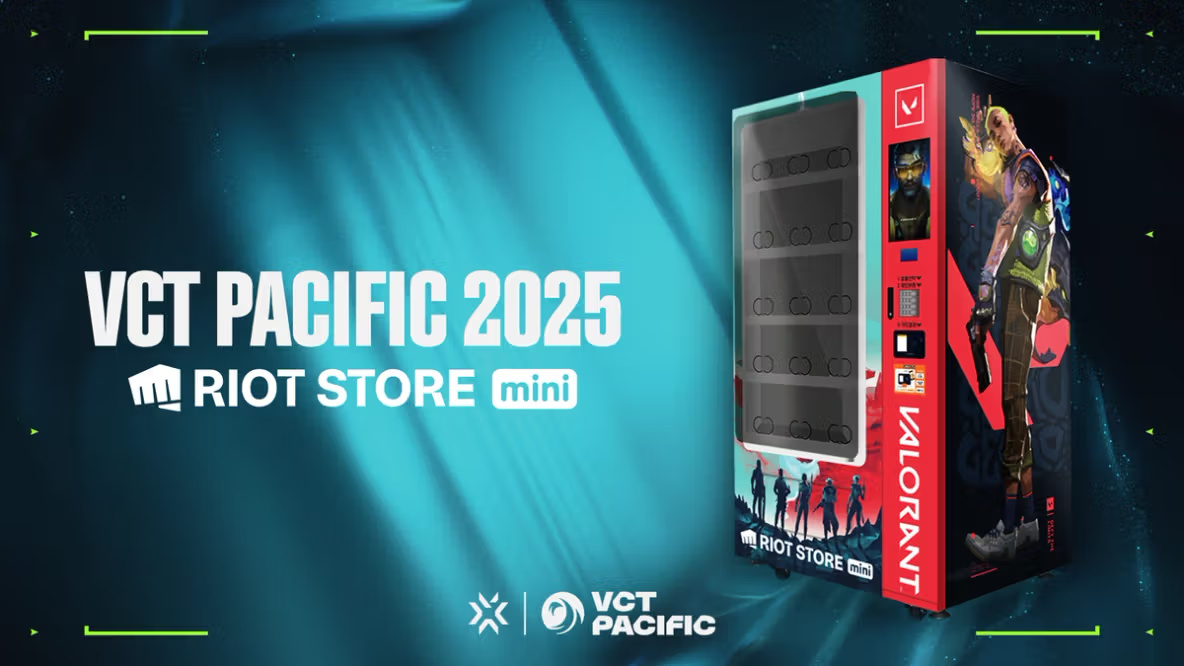 VCT PACIFIC 2025
RIOT STORE mini
VALORANT
RIOT STORE mini
VCT
PACIFIC